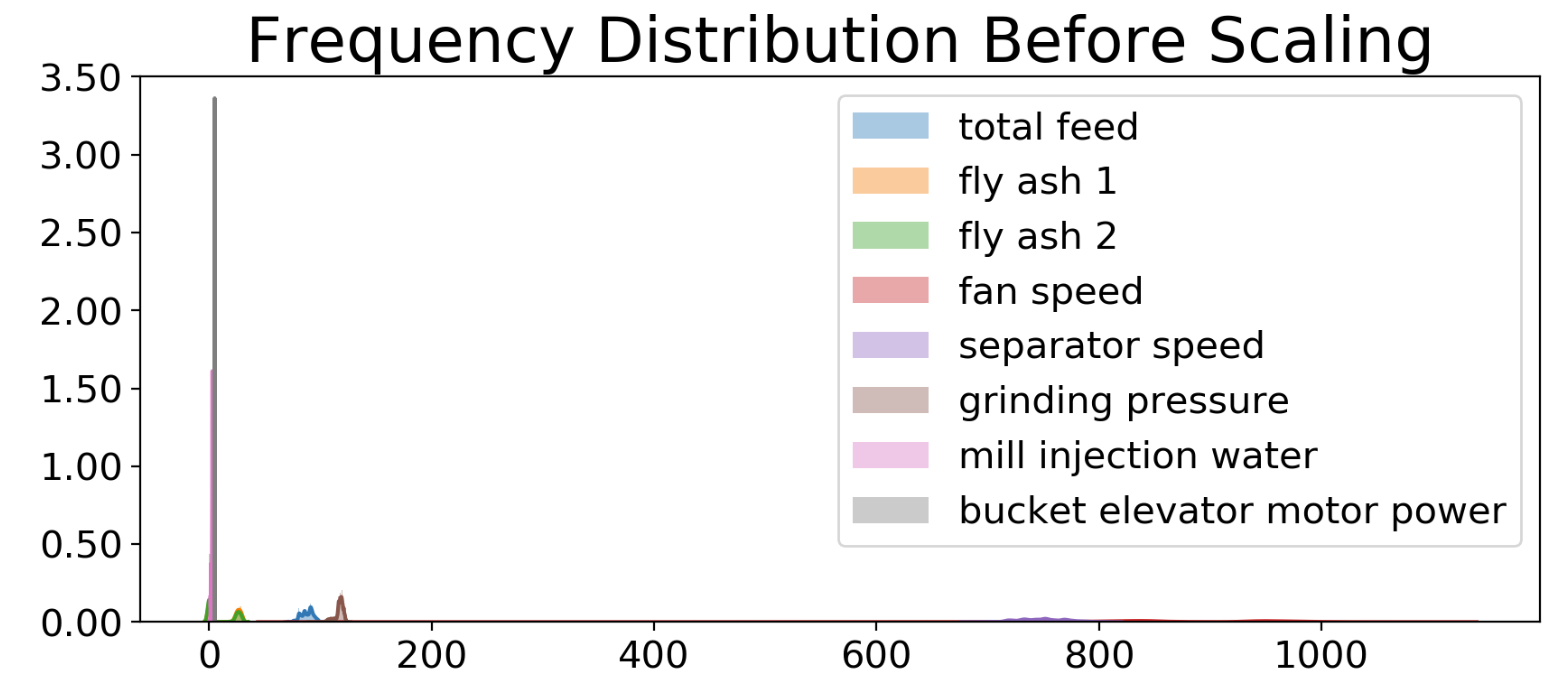 Frequency Distribution Before Scaling
3.50
3.00
2.50
2.00
1.50
1.00
0.50
0.00
total feed
fly ash 1
fly ash 2
fan speed
separator speed
grinding pressure
mill injection water
bucket elevator motor power
0 200 400 600 800 1000